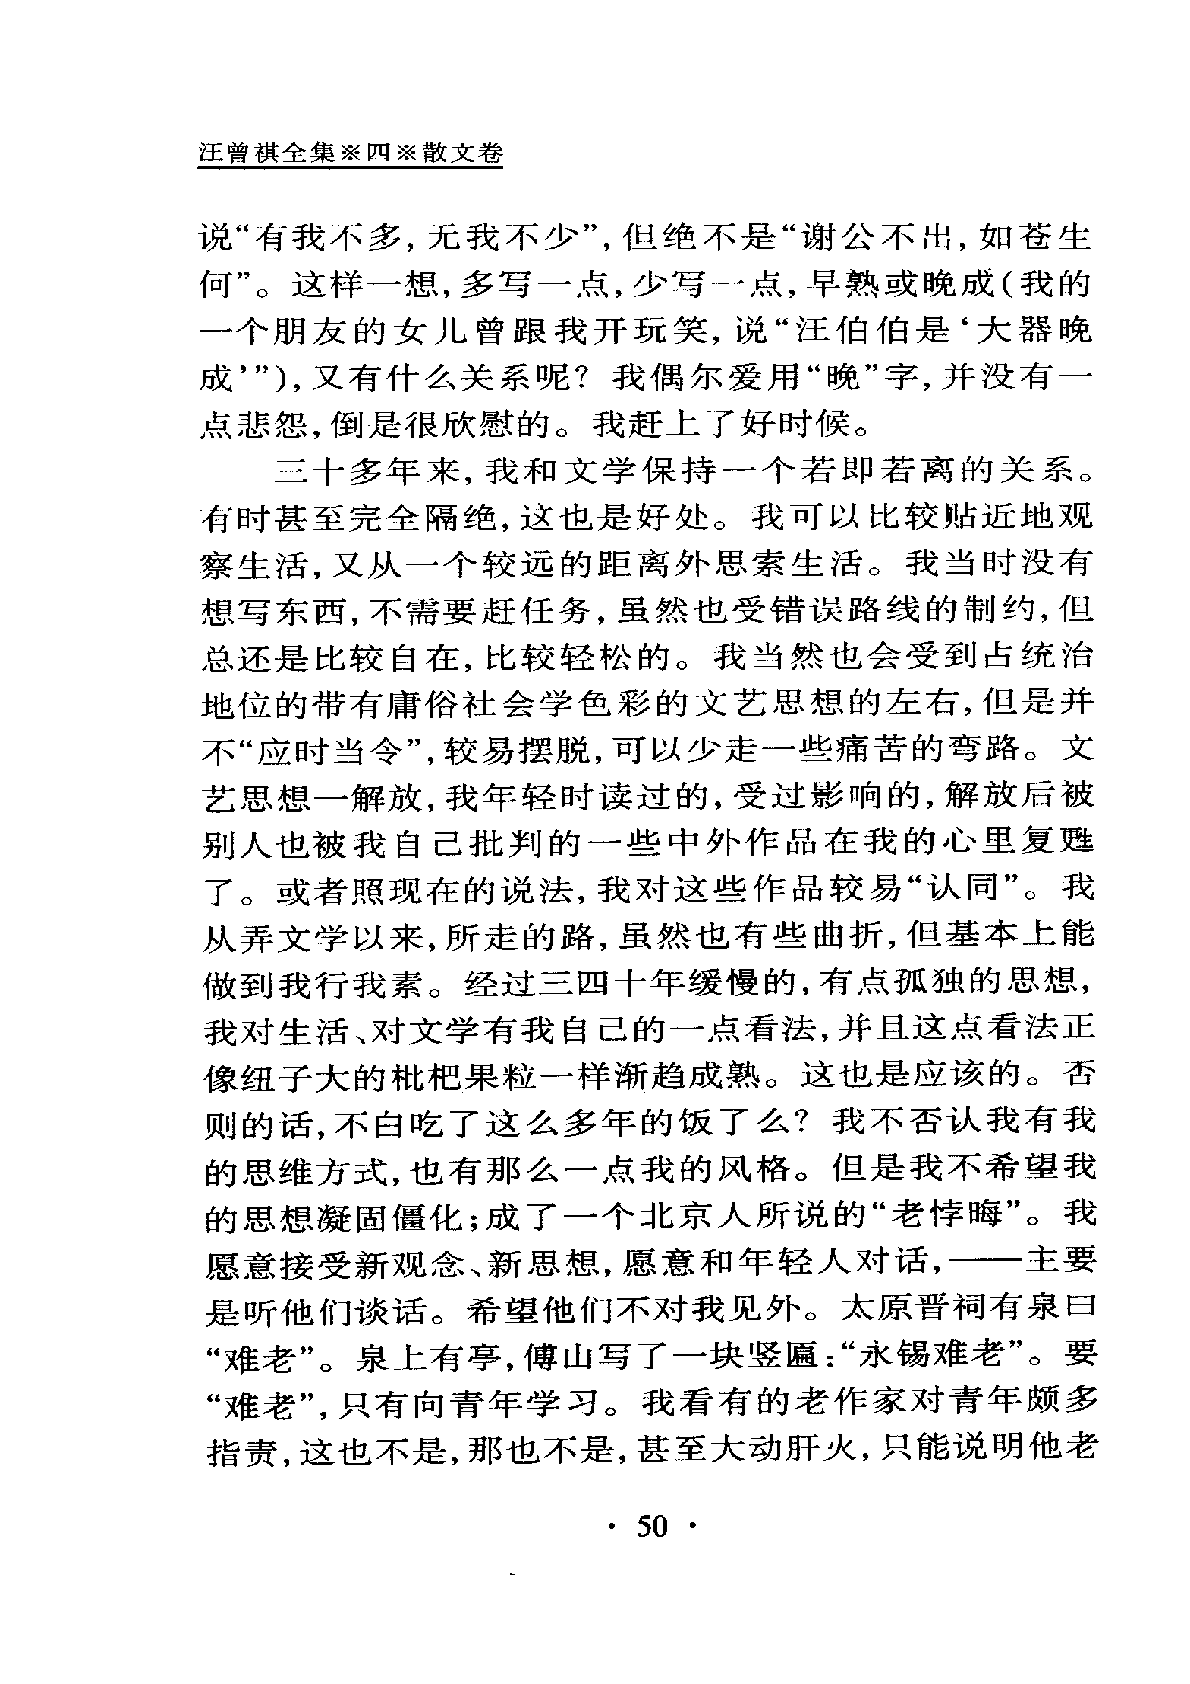 汪曾祺全集※四※散文卷
说“有我不多,无我不少”,但绝不是“谢公不出,如苍生
何”。这样一想,多写一点,少写一点,早熟或晚成(我的
一个朋友的女儿曾跟我开玩笑,说“汪伯伯是‘大器晚
成’”),又有什么关系呢？我偶尔爱用“晚”字,并没有一
点悲怨,倒是很欣慰的。我赶上了好时候。
三十多年来,我和文学保持一个若即若离的关系。
有时甚至完全隔绝,这也是好处。我可以比较贴近地观
察生活,又从一个较远的距离外思索生活。我当时没有
想写东西,不需要赶任务,虽然也受错误路线的制约,但
总还是比较自在,比较轻松的。我当然也会受到占统治
地位的带有庸俗社会学色彩的文艺思想的左右,但是并
不“应时当令”,较易摆脱,可以少走一些痛苦的弯路。文
艺思想一解放,我年轻时读过的,受过影响的,解放后被
别人也被我自己批判的一些中外作品在我的心里复甦
了。或者照现在的说法,我对这些作品较易“认同”。我
从弄文学以来,所走的路,虽然也有些曲折,但基本上能
做到我行我素。经过三四十年缓慢的,有点孤独的思想,
我对生活、对文学有我自己的一点看法,并且这点看法正
像纽子大的枇杷果粒一样渐趋成熟。这也是应该的。否
则的话,不白吃了这么多年的饭了么？我不否认我有我
的思维方式,也有那么一点我的风格。但是我不希望我
的思想凝固僵化;成了一个北京人所说的“老悖晦”。我
愿意接受新观念、新思想,愿意和年轻人对话,——主要
是听他们谈话。希望他们不对我见外。太原晋祠有泉曰
“难老”。泉上有亭,傅山写了一块竖匾:“永锡难老”。要
“难老”,只有向青年学习。我看有的老作家对青年颇多
指责,这也不是,那也不是,甚至大动肝火,只能说明他老
· 50 ·